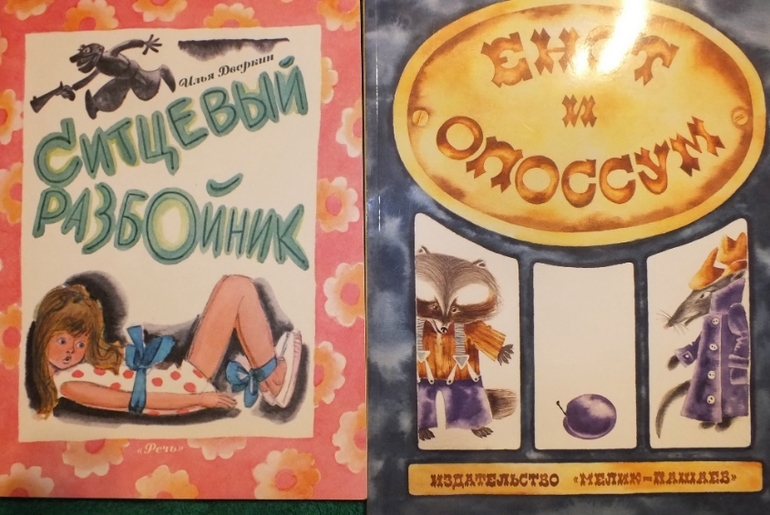 Илья Дворкин
СИТЦЕВЫЙ
РАЗБОЙНИК
«Речь»
ЕНОТ
И
ОПОССУМ
ИЗДАТЕЛЬСТВО «МЕЛИК-ПАШАЕВ»